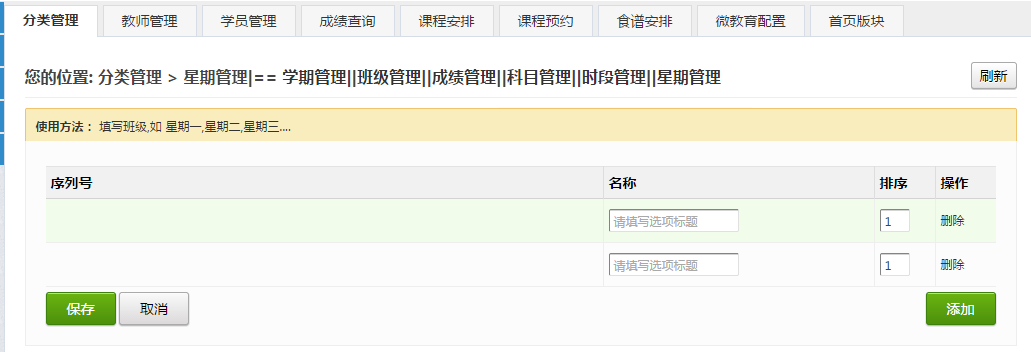 分类管理 教师管理 学员管理 成绩查询 课程安排 课程预约 食谱安排 微教育配置 首页版块
您的位置: 分类管理 > 星期管理|== 学期管理||班级管理||成绩管理||科目管理||时段管理||星期管理 刷新
使用方法： 填写班级,如 星期一,星期二,星期三....
序列号 名称 排序 操作
请填写选项标题 1 删除
请填写选项标题 1 删除
保存 取消 添加